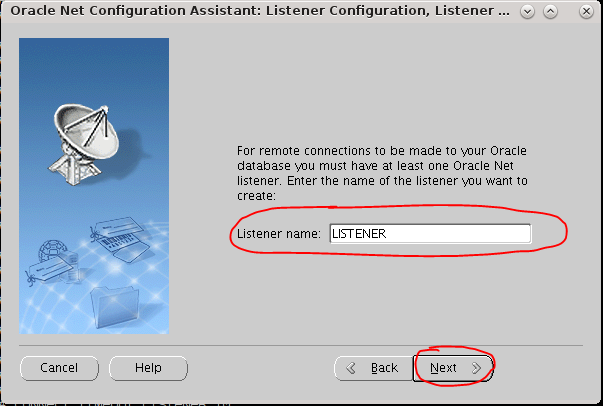 Oracle Net Configuration Assistant: Listener Configuration, Listener ...
For remote connections to be made to your Oracle
database you must have at least one Oracle Net
listener. Enter the name of the listener you want to
create:
Listener name: LISTENER
Cancel Help Back Next